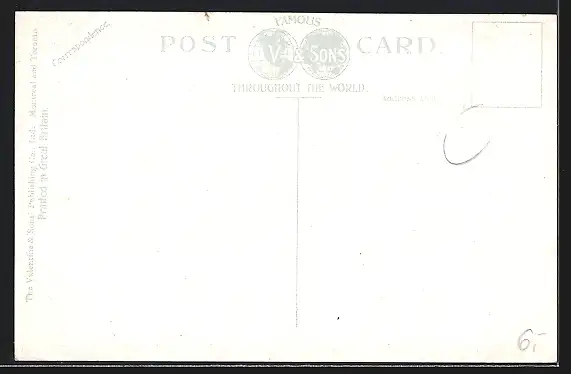 FAMOUS
POST CARD.
V & SONS
THROUGHOUT THE WORLD.
Correspondence.
The Valentine & Sons' Publishing Co., Ltd., Montreal and Toronto
Printed in Great Britain.
6,-